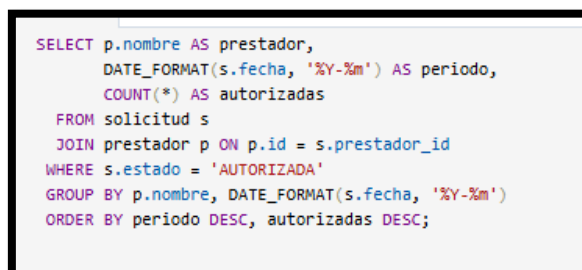 SELECT p.nombre AS prestador,
DATE_FORMAT(s.fecha, '%Y-%m') AS periodo,
COUNT(*) AS autorizadas
FROM solicitud s
JOIN prestador p ON p.id = s.prestador_id
WHERE s.estado = 'AUTORIZADA'
GROUP BY p.nombre, DATE_FORMAT(s.fecha, '%Y-%m')
ORDER BY periodo DESC, autorizadas DESC;